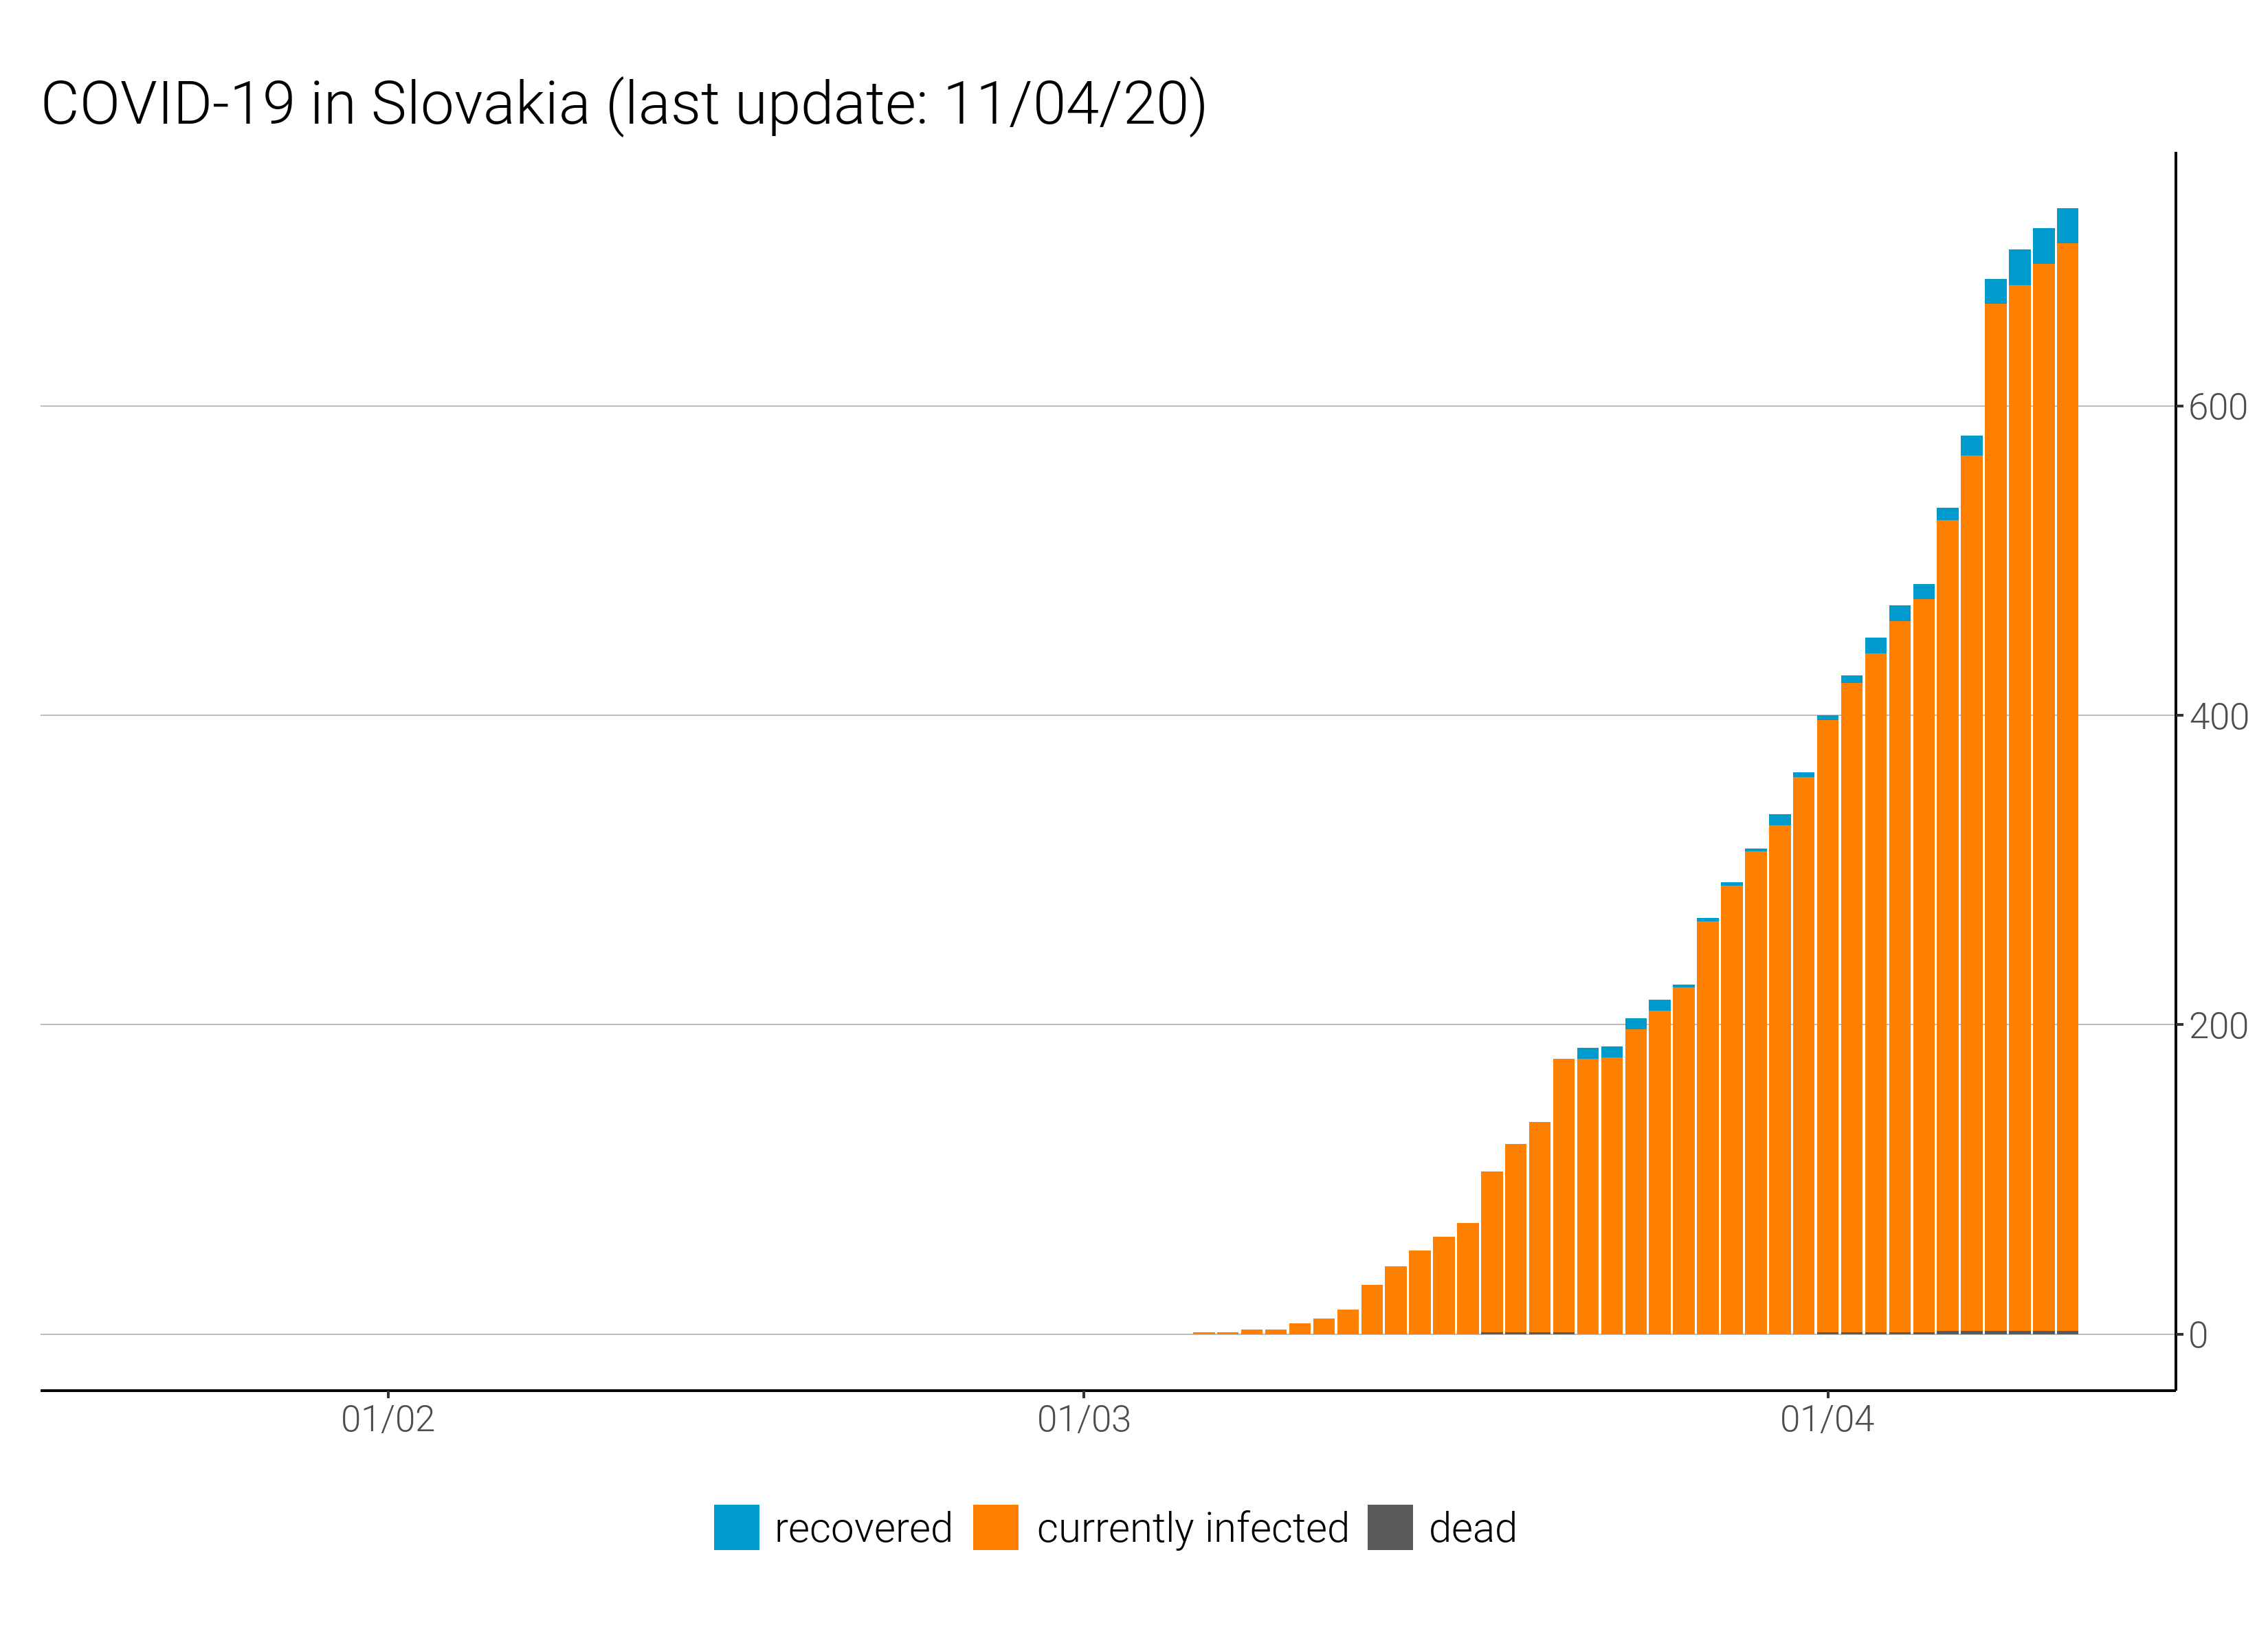 COVID-19 in Slovakia (last update: 11/04/20)
600
400
200
0
01/02 01/03 01/04
recovered currently infected dead